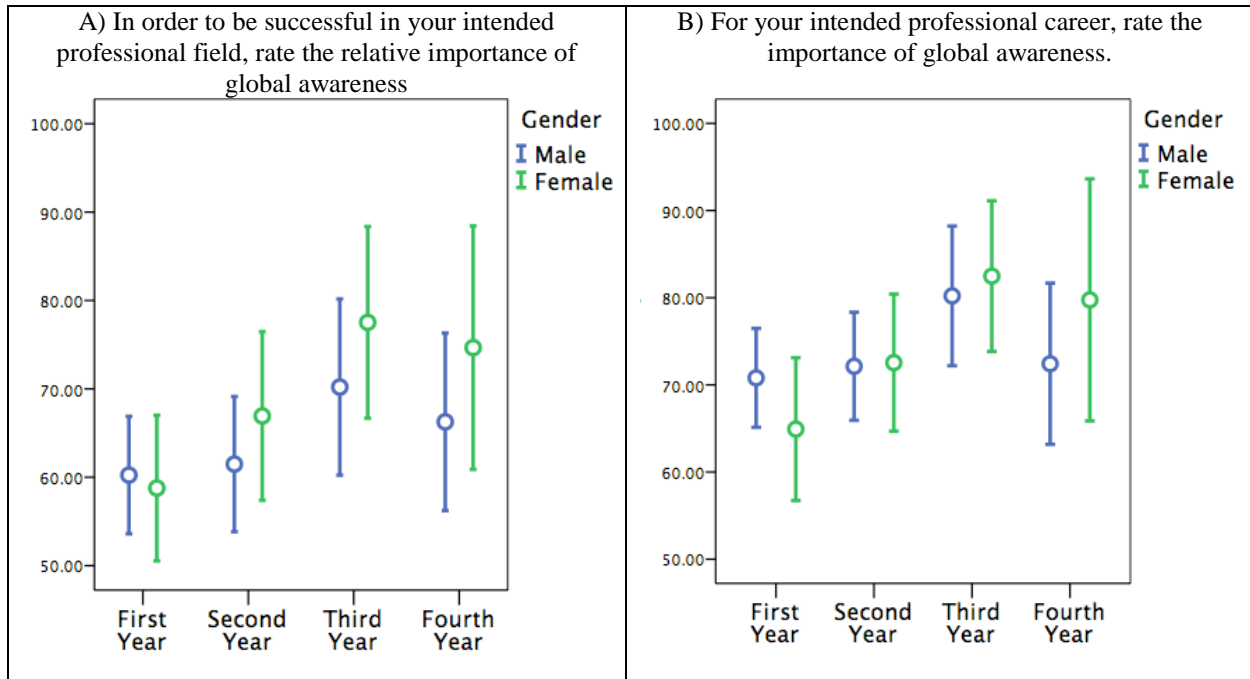 A) In order to be successful in your intended
professional field, rate the relative importance of
global awareness
100.00
90.00
80.00
70.00
60.00
50.00
First
Year
Second
Year
Third
Year
Fourth
Year
Gender
Male
Female
B) For your intended professional career, rate the
importance of global awareness.
100.00
90.00
80.00
70.00
60.00
50.00
First
Year
Second
Year
Third
Year
Fourth
Year
Gender
Male
Female